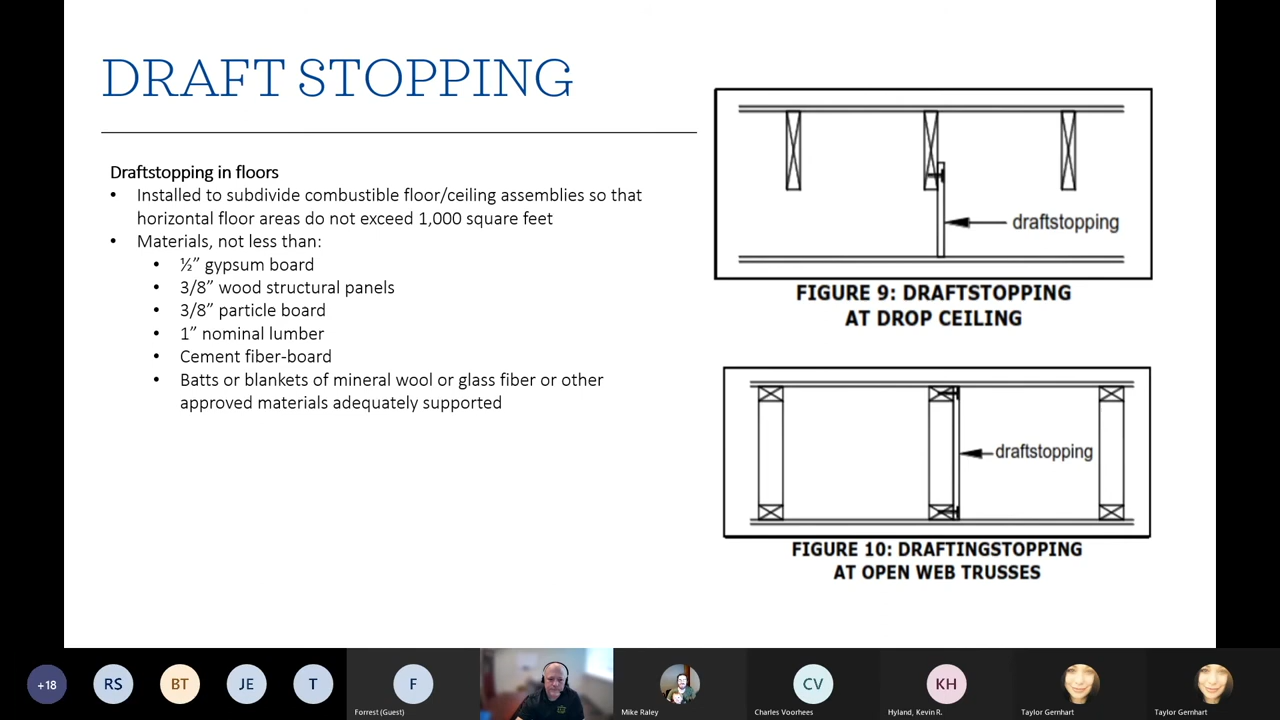 DRAFT STOPPING
Draftstopping in floors
• Installed to subdivide combustible floor/ceiling assemblies so that
horizontal floor areas do not exceed 1,000 square feet
• Materials, not less than:
• ½” gypsum board
• 3/8” wood structural panels
• 3/8” particle board
• 1” nominal lumber
• Cement fiber-board
• Batts or blankets of mineral wool or glass fiber or other
approved materials adequately supported
draftstopping
FIGURE 9: DRAFTSTOPPING
AT DROP CEILING
draftstopping
FIGURE 10: DRAFTINGSTOPPING
AT OPEN WEB TRUSSES
+18
RS
BT
JE
T
F
Forrest (Guest)
Mike Raley
CV
Charles Voorhees
KH
Hyland, Kevin R.
Taylor Gernhart
Taylor Gernhart